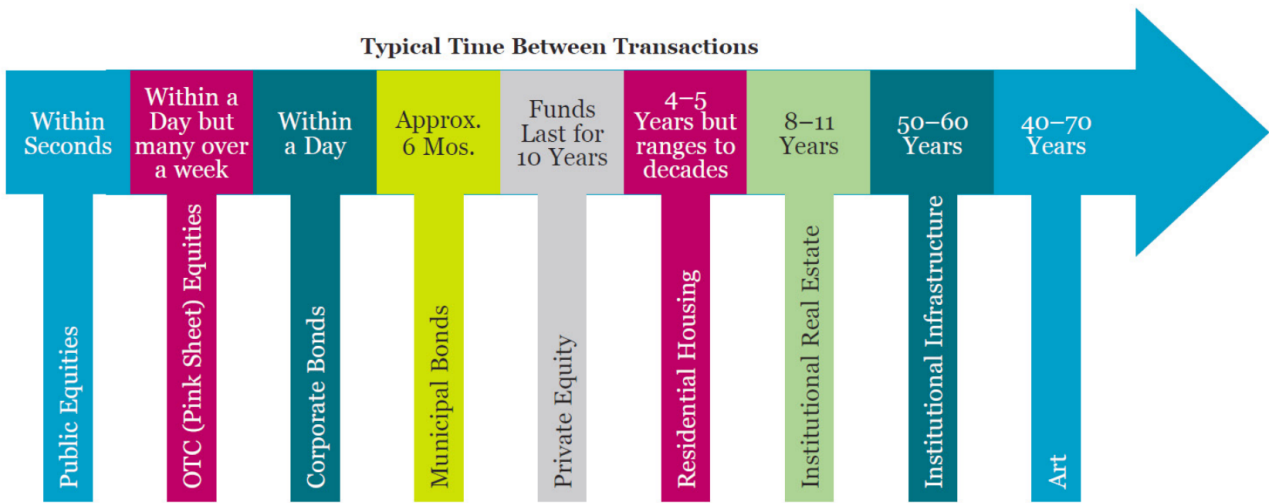 Typical Time Between Transactions
Within
Seconds
Within a
Day but
many over
a week
Within
a Day
Approx.
6 Mos.
Funds
Last for
10 Years
4–5
Years but
ranges to
decades
8–11
Years
50–60
Years
40–70
Years
Public Equities
OTC (Pink Sheet) Equities
Corporate Bonds
Municipal Bonds
Private Equity
Residential Housing
Institutional Real Estate
Institutional Infrastructure
Art